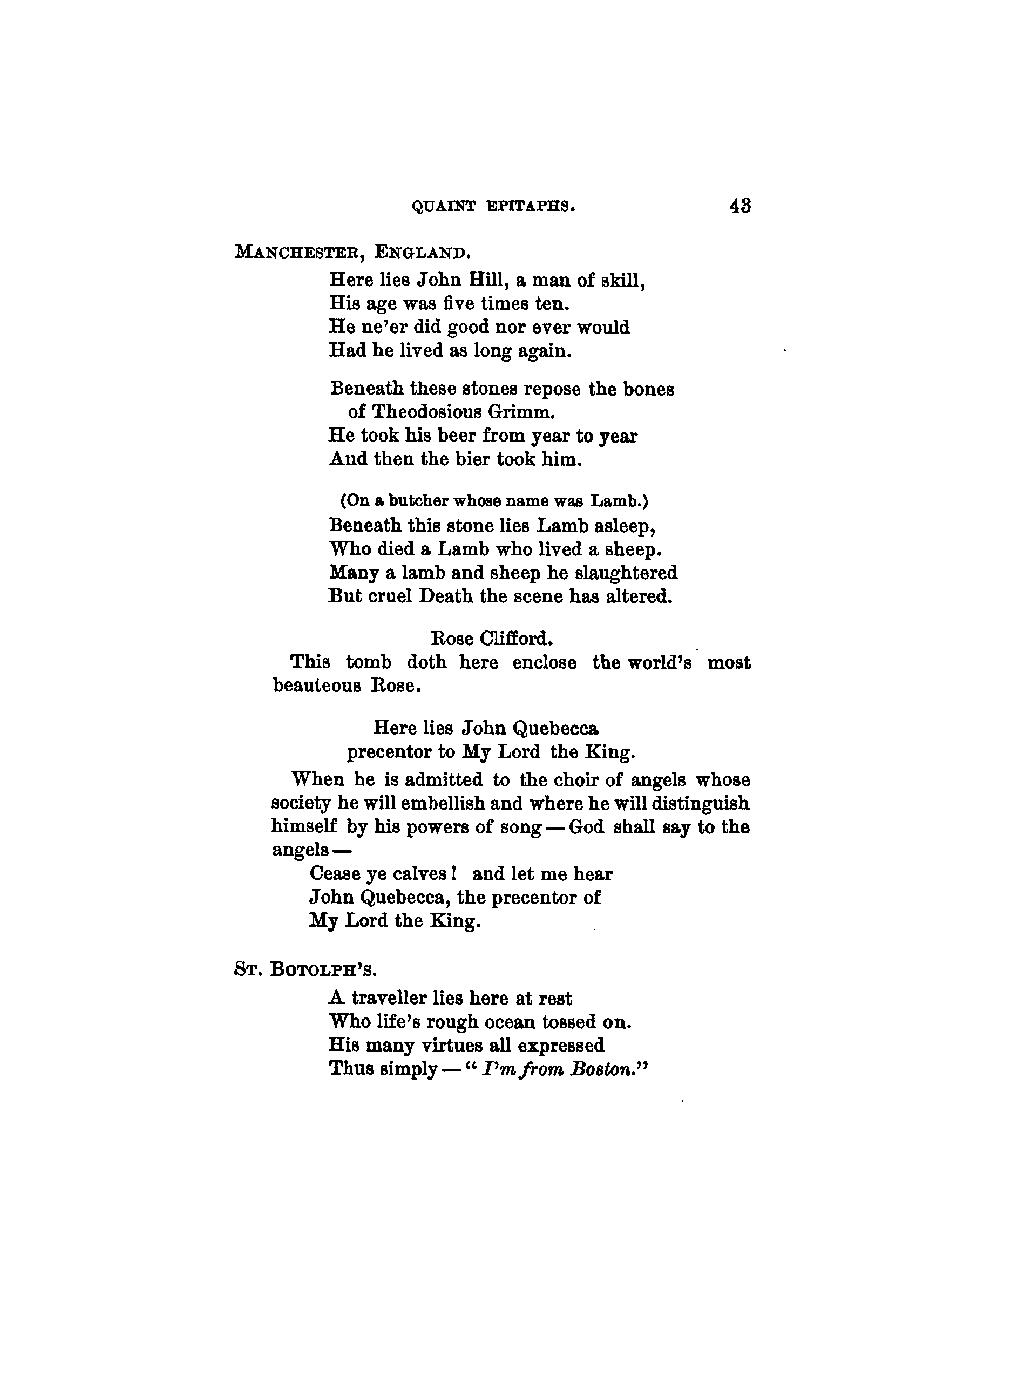 QUAINT EPITAPHS. 43
MANCHESTER, ENGLAND.
Here lies John Hill, a man of skill,
His age was five times ten.
He ne'er did good nor ever would
Had he lived as long again.
Beneath these stones repose the bones
of Theodosious Grimm.
He took his beer from year to year
And then the bier took him.
(On a butcher whose name was Lamb.)
Beneath this stone lies Lamb asleep,
Who died a Lamb who lived a sheep.
Many a lamb and sheep he slaughtered
But cruel Death the scene has altered.
Rose Clifford.
This tomb doth here enclose the world's most
beauteous Rose.
Here lies John Quebecca
precentor to My Lord the King.
When he is admitted to the choir of angels whose
society he will embellish and where he will distinguish
himself by his powers of song—God shall say to the
angels—
Cease ye calves! and let me hear
John Quebecca, the precentor of
My Lord the King.
ST. BOTOLPH'S.
A traveller lies here at rest
Who life's rough ocean tossed on.
His many virtues all expressed
Thus simply—"I'm from Boston."